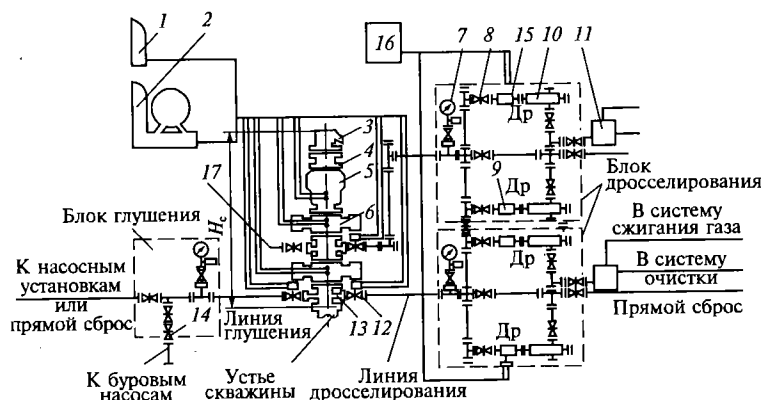 1
2
16
7
8
15
10
11
Др
3
4
5
17
6
9
Др
Блок
дросселирования
Блок глушения
Hс
В систему
сжигания газа
К насосным
установкам
или
прямой сброс
Др
В систему
очистки
Прямой сброс
14
Линия
глушения
13
12
Др
К буровым
насосам
Устье
скважины
Линия
дросселирования